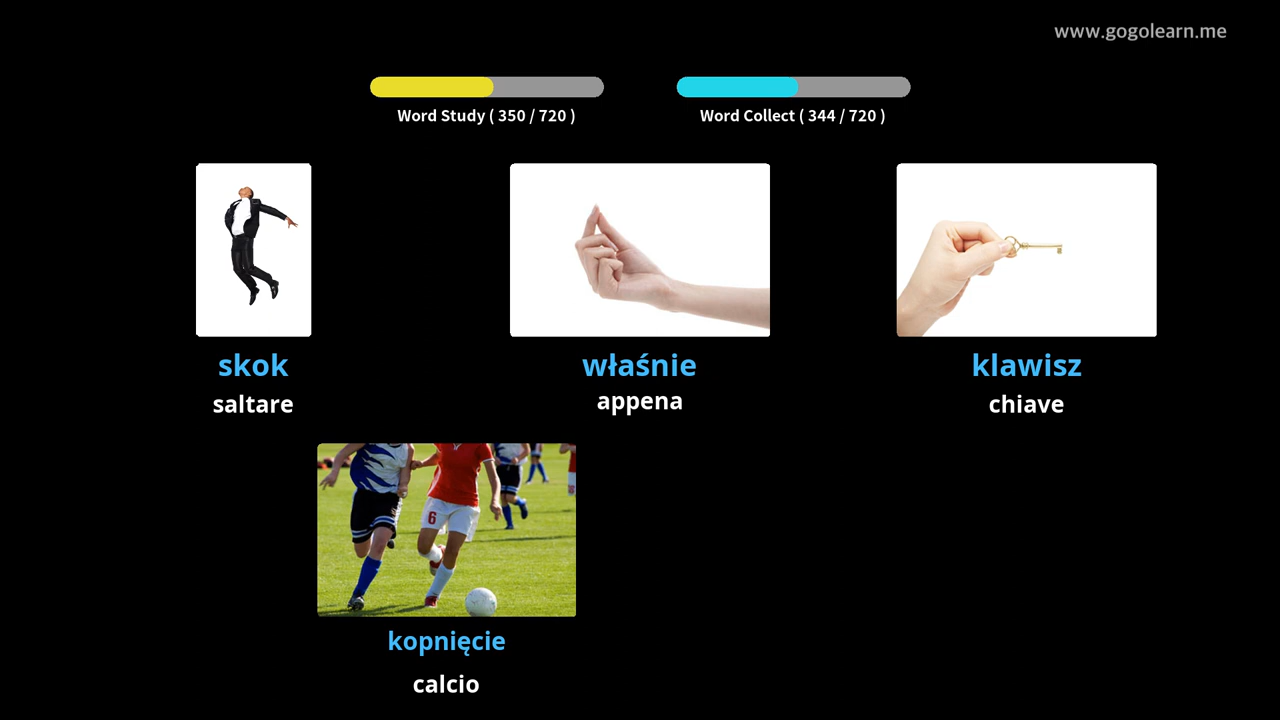 www.gogolearn.me
Word Study ( 350 / 720 )
Word Collect ( 344 / 720 )
skok
saltare
właśnie
appena
klawisz
chiave
6
kopnięcie
calcio